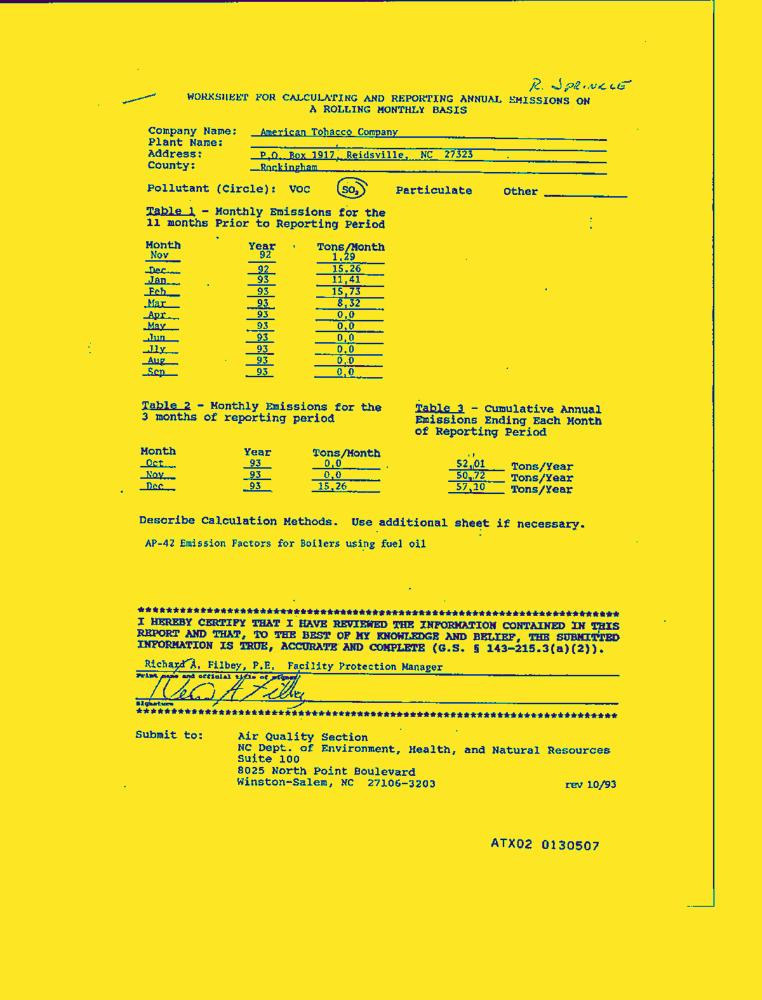 R. SPRINKLE
WORKSHEET FOR CALCULATING AND REPORTING ANNUAL EMISSIONS ON
A ROLLING MONTHLY BASIS
Company Name: American Tobacco Company
Plant Name:
Address: P.O. Box 1917, Reidsville, NC 27323
County: Rockingham
Pollutant (Circle): VOC SO₂ Particulate Other
Table 1 - Monthly Emissions for the
11 months Prior to Reporting Period
Month Year Tons/Month
Nov 92 1,29
Dec 92 15.26
Jan 93 11,41
Feb 93 15,73
Mar 93 8,32
Apr 93 0,0
May 93 0,0
Jun 93 0,0
Jly 93 0,0
Aug 93 0,0
Sep 93 0,0
Table 2 - Monthly Emissions for the
3 months of reporting period
Table 3 - Cumulative Annual
Emissions Ending Each Month
of Reporting Period
Month Year Tons/Month
Oct 93 0,0 52,01 Tons/Year
Nov 93 0,0 50,72 Tons/Year
Dec 93 15,26 57,20 Tons/Year
Describe Calculation Methods. Use additional sheet if necessary.
AP-42 Emission Factors for Boilers using fuel oil
I HEREBY CERTIFY THAT I HAVE REVIEWED THE INFORMATION CONTAINED IN THIS
REPORT AND THAT, TO THE BEST OF MY KNOWLEDGE AND BELIEF, THE SUBMITTED
INFORMATION IS TRUE, ACCURATE AND COMPLETE (G.S. § 143-215.3(a)(2)).
Richard A. Filbey, P.E. Facility Protection Manager
Print name and official title of signer
Signature
Submit to: Air Quality Section
NC Dept. of Environment, Health, and Natural Resources
Suite 100
8025 North Point Boulevard
Winston-Salem, NC 27106-3203 rev 10/93
ATX02 0130507